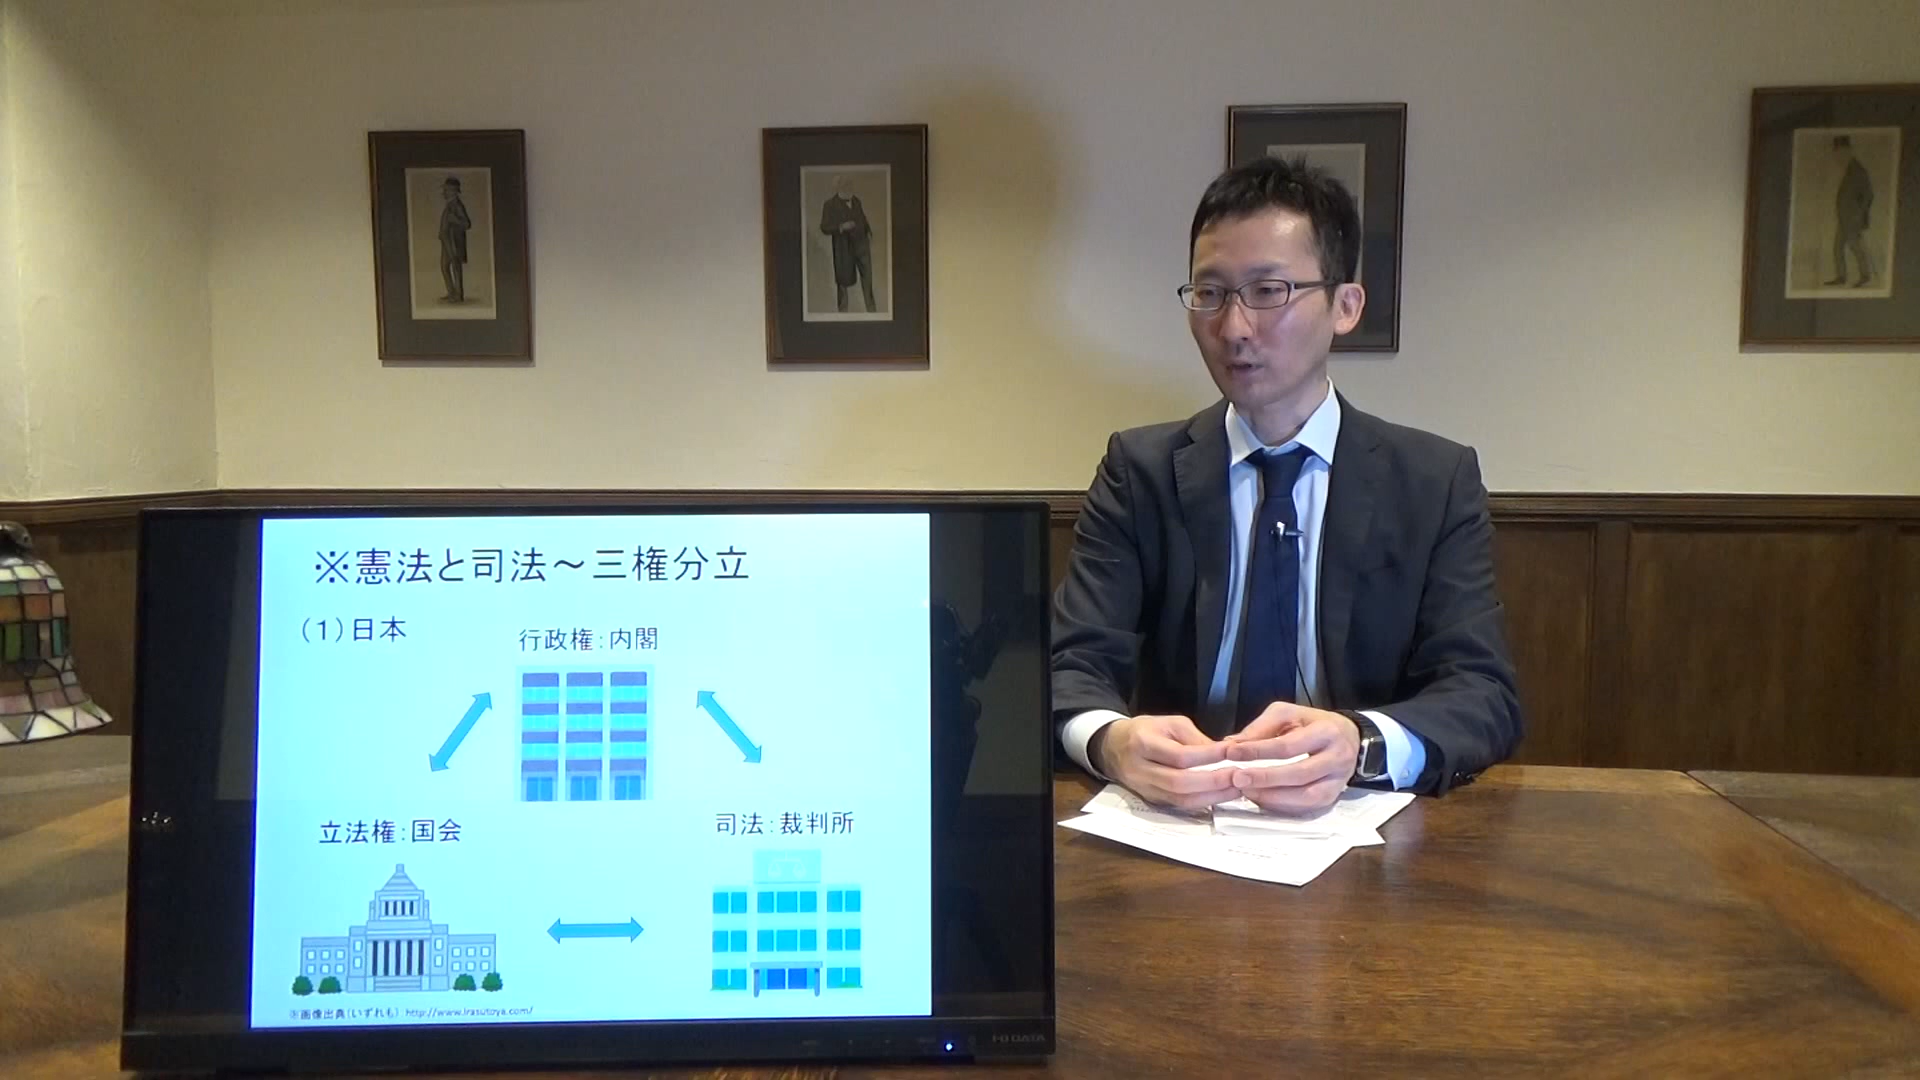 ※憲法と司法～三権分立
(1)日本
行政権:内閣
立法権:国会
司法:裁判所
※画像出典(いずれも) http://www.irasutoya.com/
I-O DATA